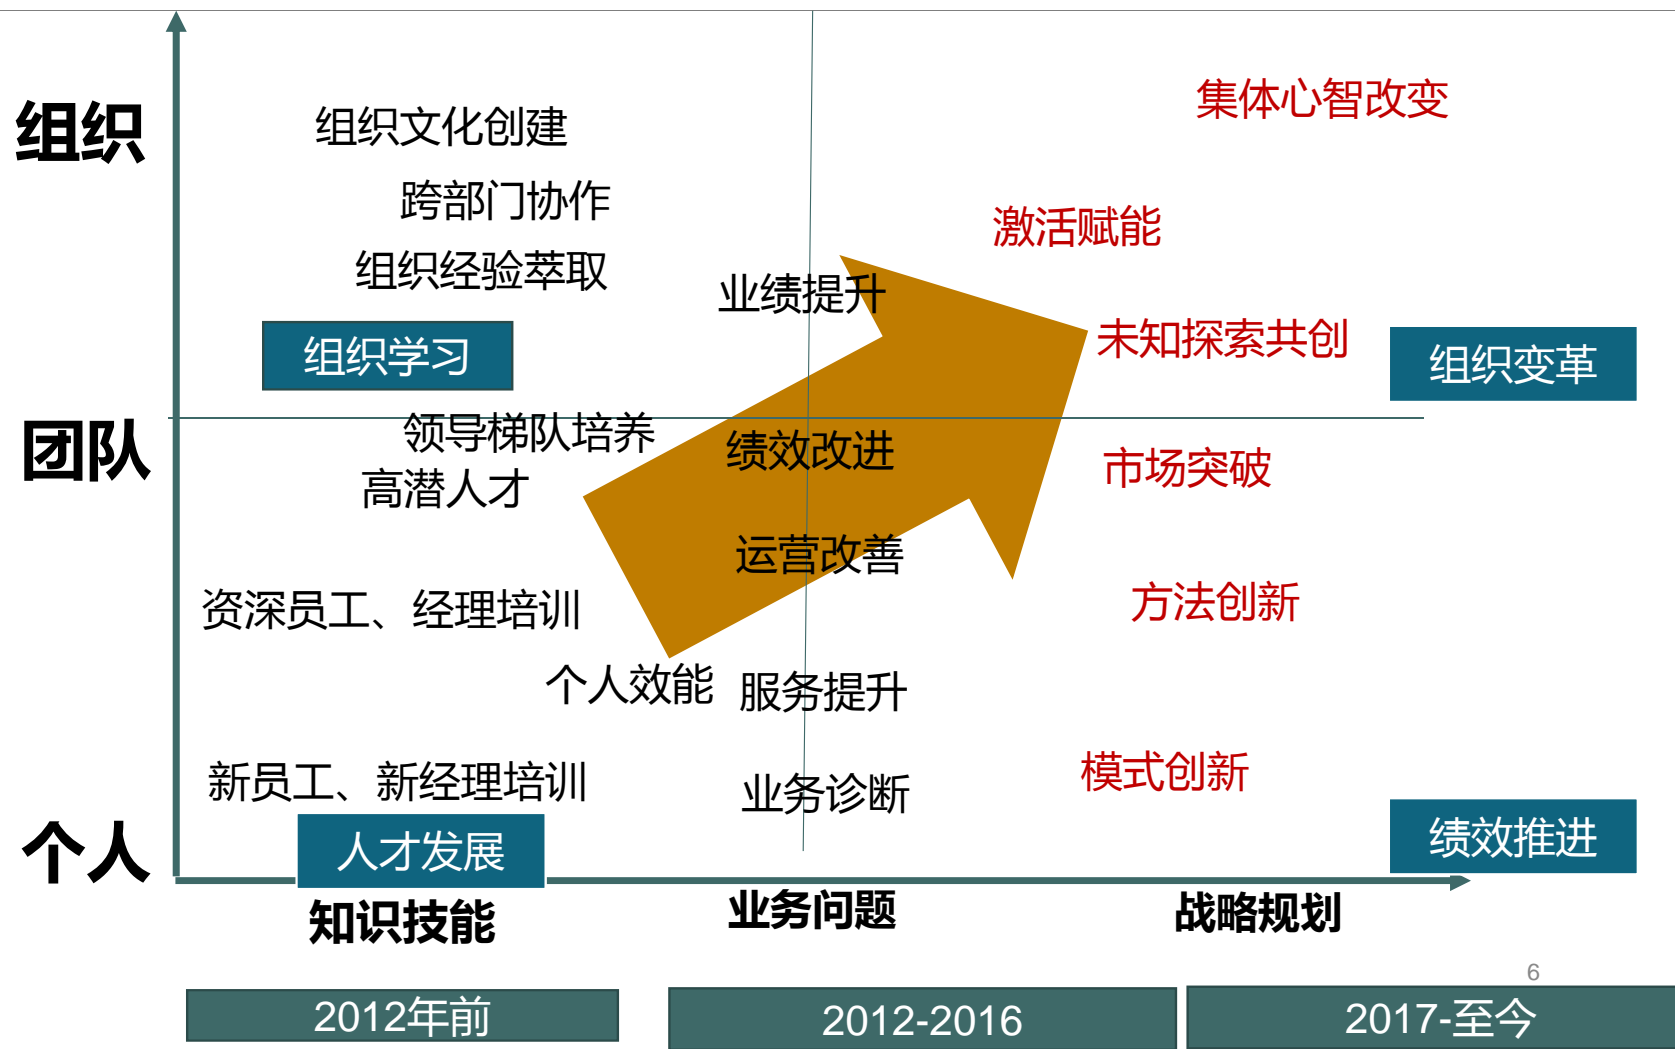 组织
组织文化创建
跨部门协作
组织经验萃取
组织学习
集体心智改变
激活赋能
业绩提升
未知探索共创
组织变革
团队
领导梯队培养
高潜人才
绩效改进
市场突破
运营改善
资深员工、经理培训
方法创新
个人效能
服务提升
新员工、新经理培训
业务诊断
模式创新
个人
人才发展
绩效推进
知识技能
业务问题
战略规划
6
2012年前
2012-2016
2017-至今